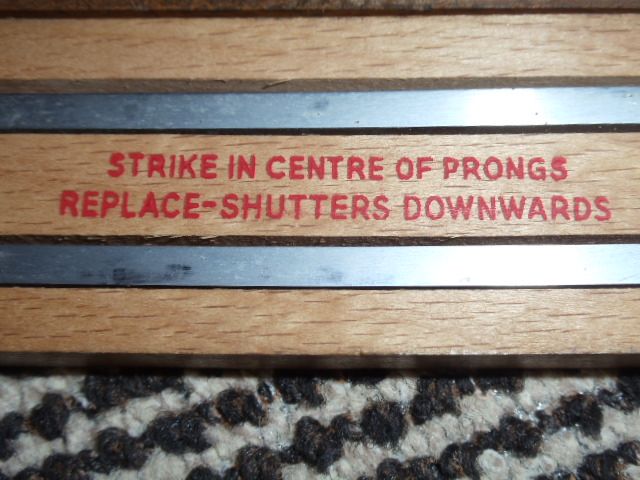 STRIKE IN CENTRE OF PRONGS
REPLACE-SHUTTERS DOWNWARDS